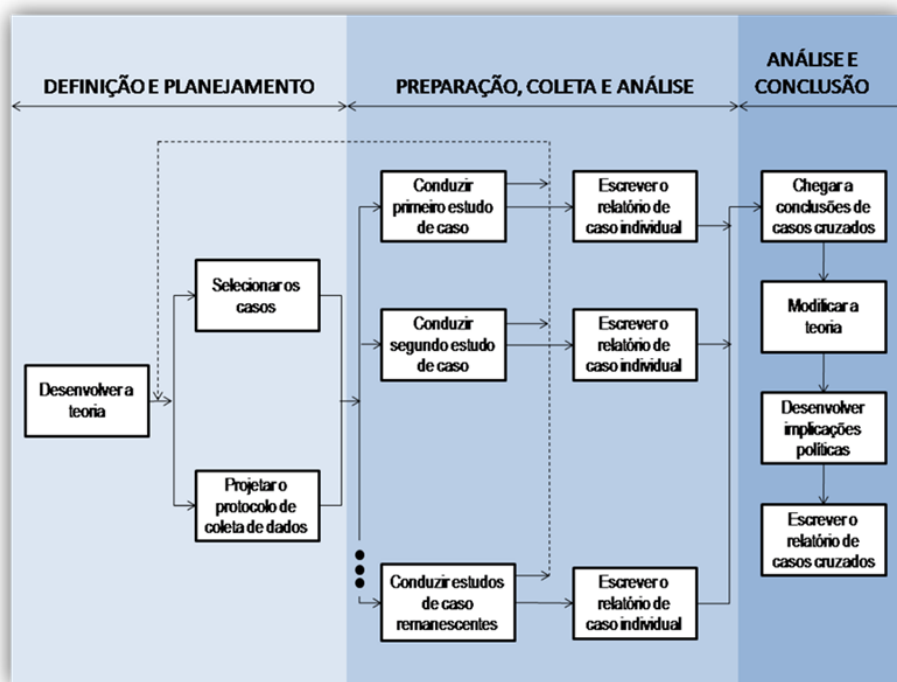 DEFINIÇÃO E PLANEJAMENTO
PREPARAÇÃO, COLETA E ANÁLISE
ANÁLISE E
CONCLUSÃO
Desenvolver a
teoria
Selecionar os
casos
Projetar o
protocolo de
coleta de dados
Conduzir
primeiro estudo
de caso
Escrever o
relatório de
caso individual
Conduzir
segundo estudo
de caso
Escrever o
relatório de
caso individual
Conduzir estudos
de caso
remanescentes
Escrever o
relatório de
caso individual
Chegar a
conclusões de
casos cruzados
Modificar a
teoria
Desenvolver
implicações
políticas
Escrever o
relatório de
casos cruzados